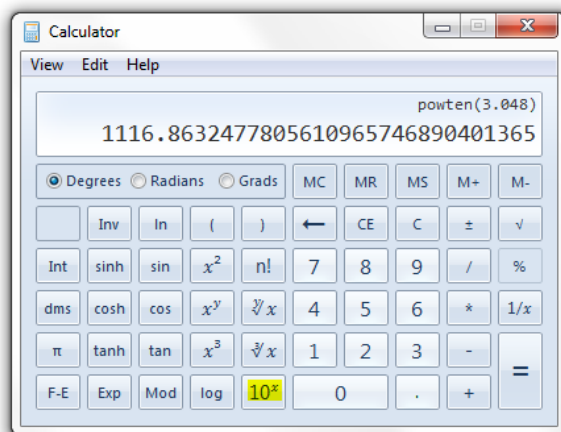 Calculator
View Edit Help
powten(3.048)
1116.8632477805610965746890401365
Degrees Radians Grads MC MR MS M+ M-
Inv ln ( ) ← CE C ± √
Int sinh sin x² n! 7 8 9 / %
dms cosh cos xʸ ʸ√x 4 5 6 * 1/x
π tanh tan x³ ³√x 1 2 3 - =
F-E Exp Mod log 10ˣ 0 . +